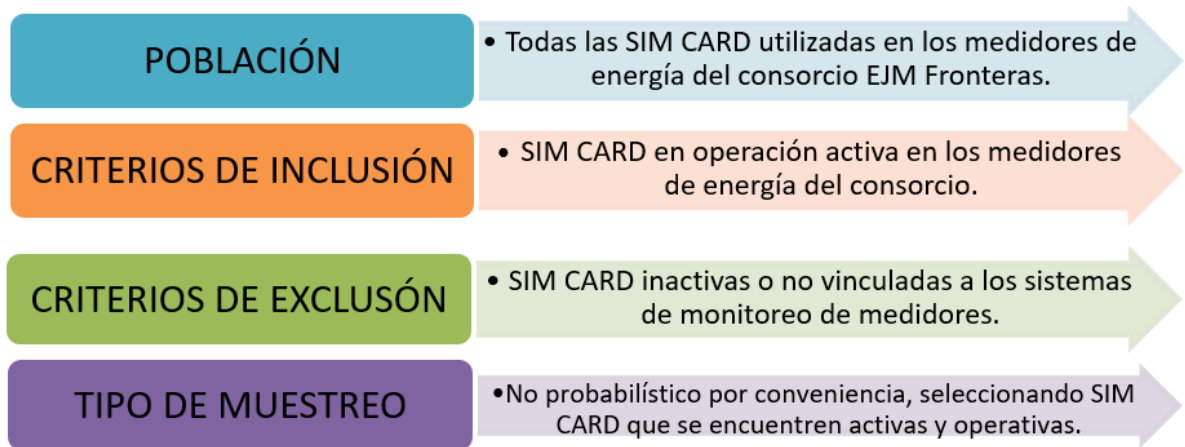 POBLACIÓN
• Todas las SIM CARD utilizadas en los medidores de
energía del consorcio EJM Fronteras.
CRITERIOS DE INCLUSIÓN
• SIM CARD en operación activa en los medidores
de energía del consorcio.
CRITERIOS DE EXCLUSÓN
• SIM CARD inactivas o no vinculadas a los sistemas
de monitoreo de medidores.
TIPO DE MUESTREO
•No probabilístico por conveniencia, seleccionando SIM
CARD que se encuentren activas y operativas.